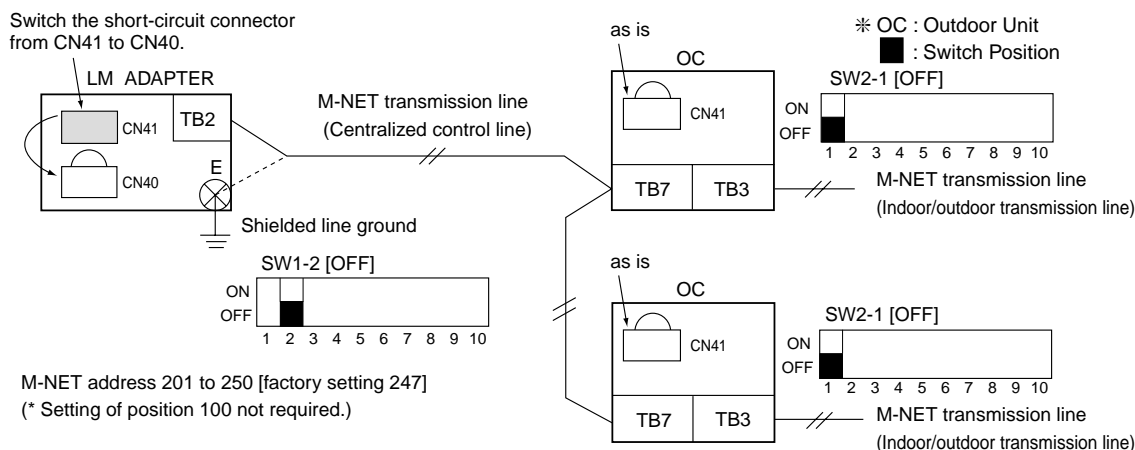 Switch the short-circuit connector
from CN41 to CN40.
LM ADAPTER
CN41
TB2
CN40
E
Shielded line ground
M-NET transmission line
(Centralized control line)
SW1-2 [OFF]
ON
OFF
1 2 3 4 5 6 7 8 9 10
M-NET address 201 to 250 [factory setting 247]
(* Setting of position 100 not required.)
as is
OC
CN41
TB7
TB3
❊ OC : Outdoor Unit
: Switch Position
SW2-1 [OFF]
ON
OFF
1 2 3 4 5 6 7 8 9 10
M-NET transmission line
(Indoor/outdoor transmission line)
as is
OC
CN41
TB7
TB3
SW2-1 [OFF]
ON
OFF
1 2 3 4 5 6 7 8 9 10
M-NET transmission line
(Indoor/outdoor transmission line)